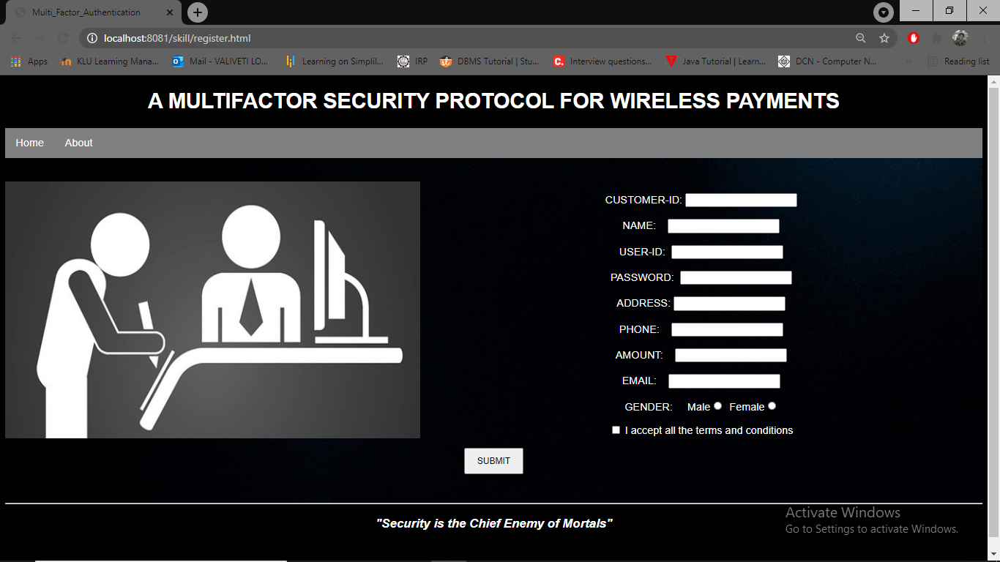 Multi_Factor_Authentication
localhost:8081/skill/register.html
Apps KLU Learning Mana... Mail - VALIVETI LO... Learning on Simplil... IRP DBMS Tutorial | Stu... Interview questions... Java Tutorial | Learn... DCN - Computer N... » Reading list
A MULTIFACTOR SECURITY PROTOCOL FOR WIRELESS PAYMENTS
Home About
CUSTOMER-ID:
NAME:
USER-ID:
PASSWORD:
ADDRESS:
PHONE:
AMOUNT:
EMAIL:
GENDER: Male Female
I accept all the terms and conditions
SUBMIT
"Security is the Chief Enemy of Mortals"
Activate Windows
Go to Settings to activate Windows.